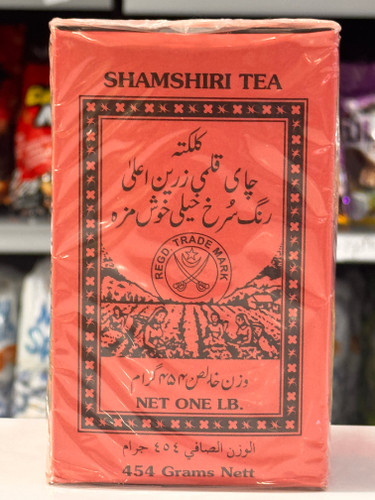 SHAMSHIRI TEA
کلکته
چای قلمی زرین اعلیٰ
رنگ سرخ خیلی خوش مزه
REGD. TRADE MARK
وزن خالص ۴۵۴ گرام
NET ONE LB.
الوزن الصافي ٤٥٤ جرام
454 Grams Nett